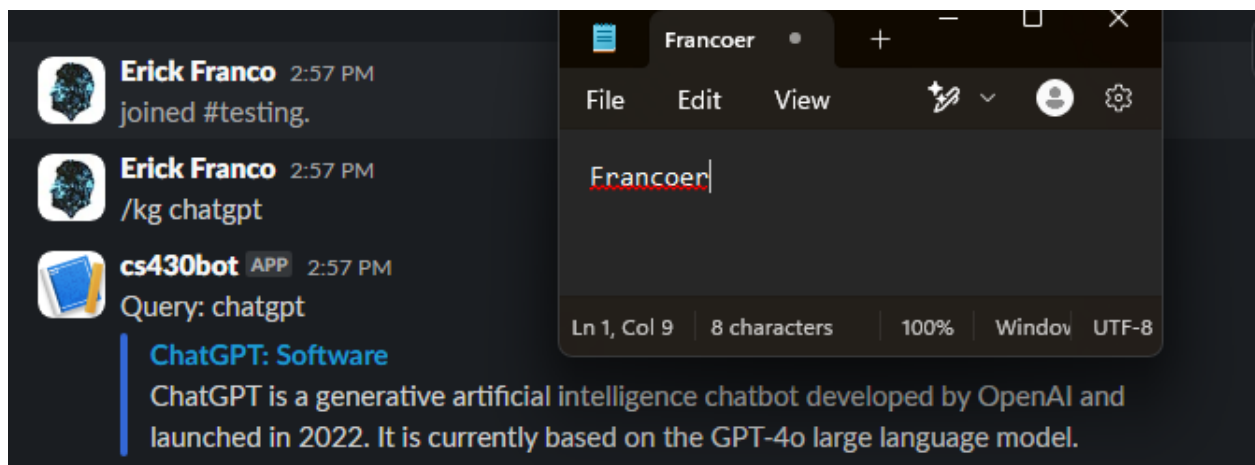 Erick Franco 2:57 PM
joined #testing.
Erick Franco 2:57 PM
/kg chatgpt
cs430bot APP 2:57 PM
Query: chatgpt
ChatGPT: Software
ChatGPT is a generative artificial intelligence chatbot developed by OpenAI and
launched in 2022. It is currently based on the GPT-4o large language model.
Francoer
File Edit View
Francoer
Ln 1, Col 9 8 characters 100% Window UTF-8